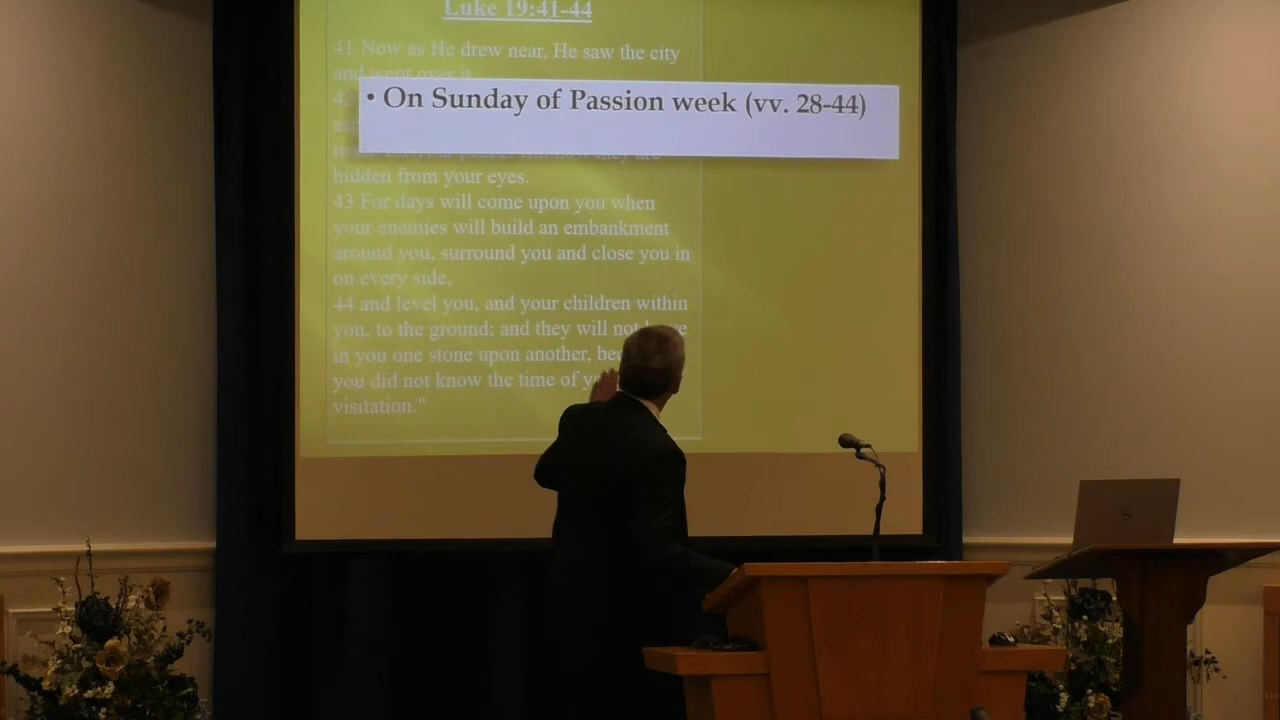 Luke 19:41-44
41 Now as He drew near, He saw the city
and wept over it
• On Sunday of Passion week (vv. 28-44)
hidden from your eyes.
43 For days will come upon you when
your enemies will build an embankment
around you, surround you and close you in
on every side,
44 and level you, and your children within
you, to the ground; and they will not
in you one stone upon another,
you did not know the time of
visitation."